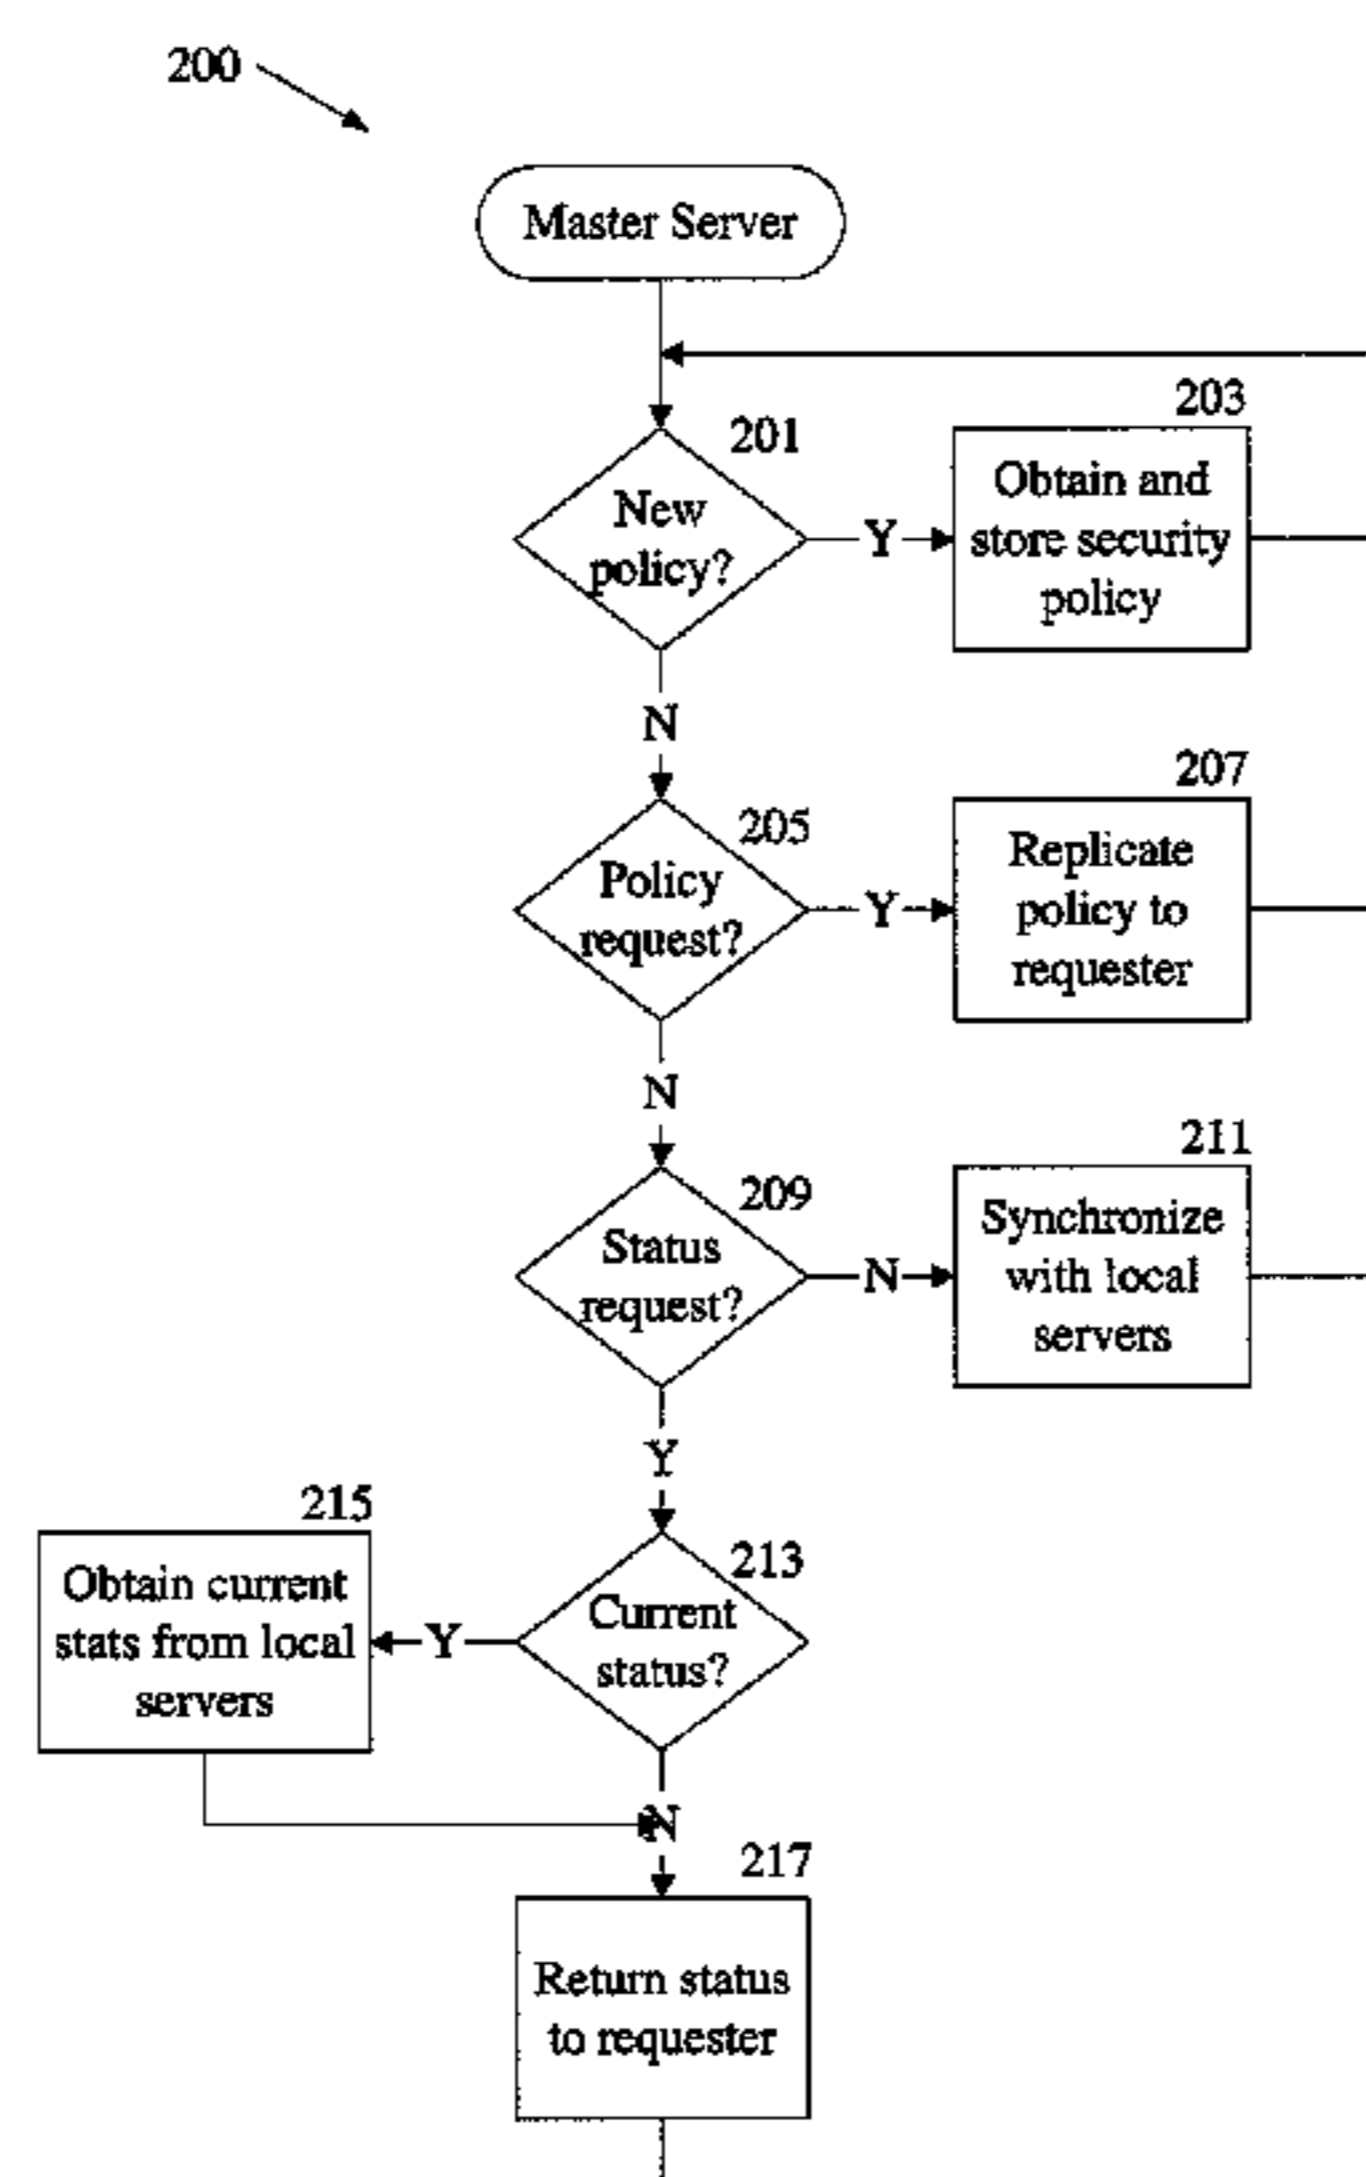 200
Master Server
201
New
policy?
Y
203
Obtain and
store security
policy
N
205
Policy
request?
Y
207
Replicate
policy to
requester
N
209
Status
request?
N
211
Synchronize
with local
servers
Y
213
Current
status?
Y
215
Obtain current
stats from local
servers
N
217
Return status
to requester